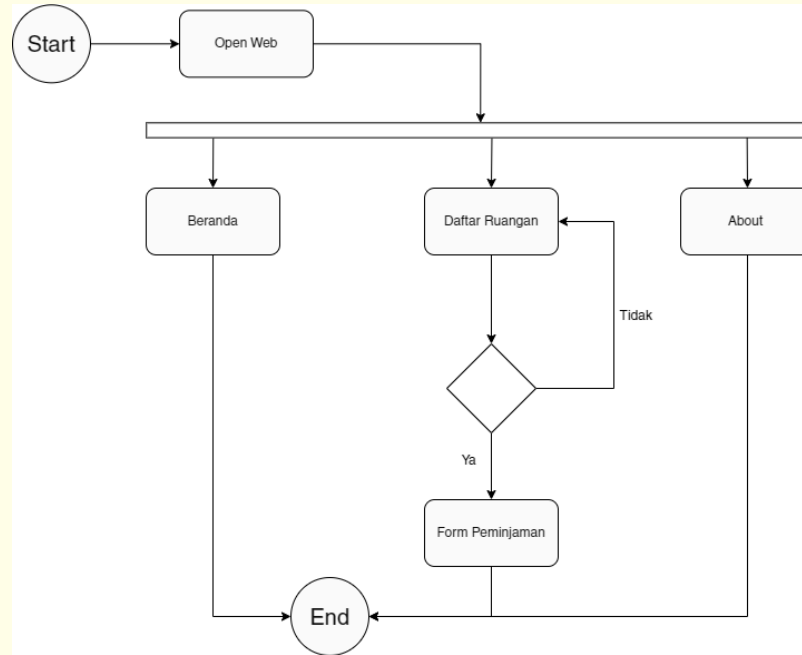 Start
Open Web
Beranda
Daftar Ruangan
About
Tidak
Ya
Form Peminjaman
End